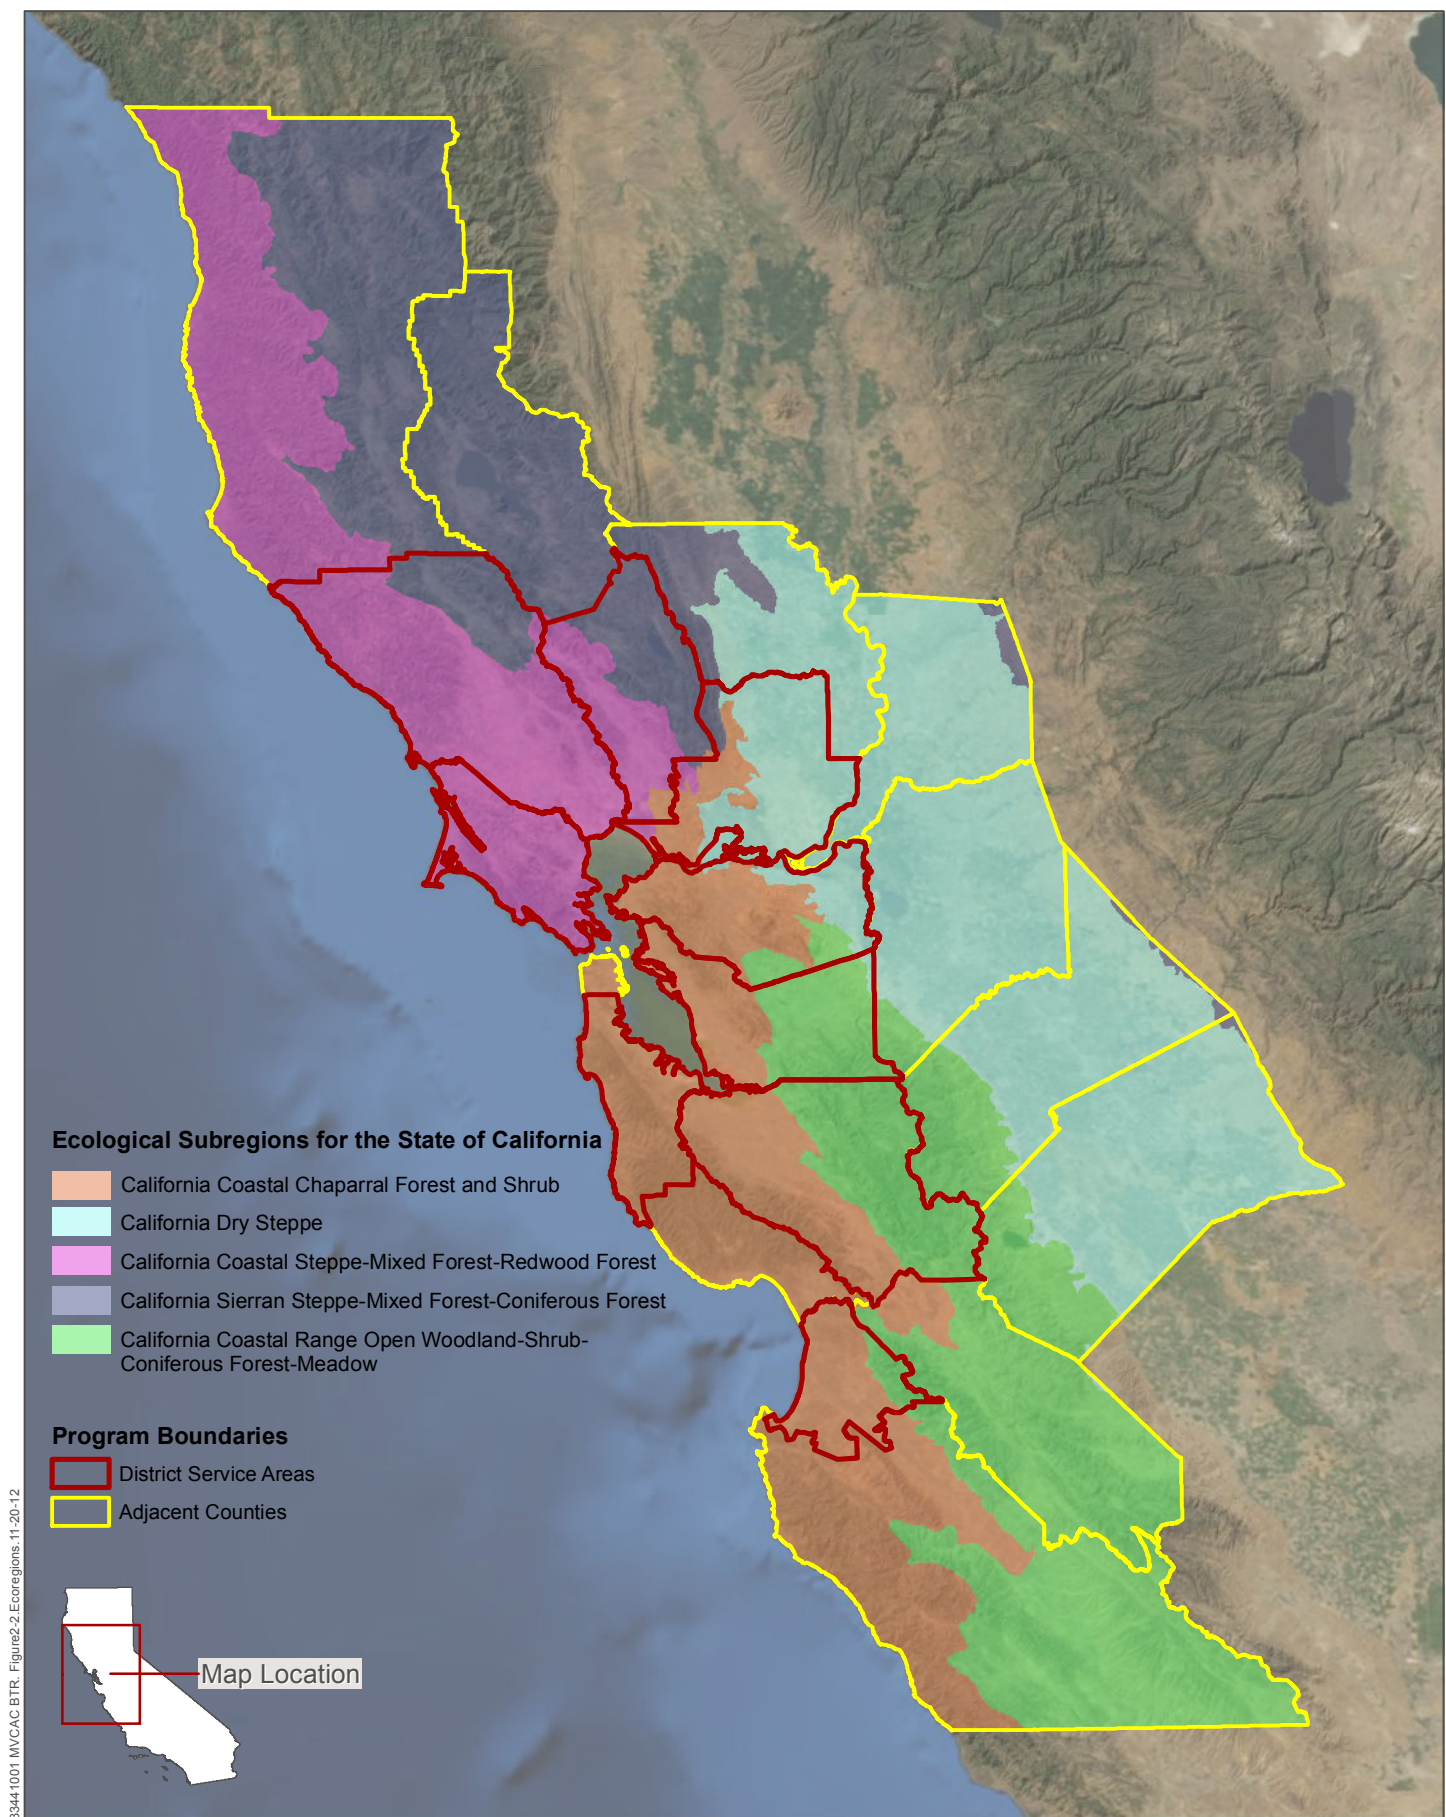 Ecological Subregions for the State of California
California Coastal Chaparral Forest and Shrub
California Dry Steppe
California Coastal Steppe-Mixed Forest-Redwood Forest
California Sierran Steppe-Mixed Forest-Coniferous Forest
California Coastal Range Open Woodland-Shrub-
Coniferous Forest-Meadow
Program Boundaries
District Service Areas
Adjacent Counties
Map Location
33441001 MVCAC BTR. Figure2-2.Ecoregions.11-20-12